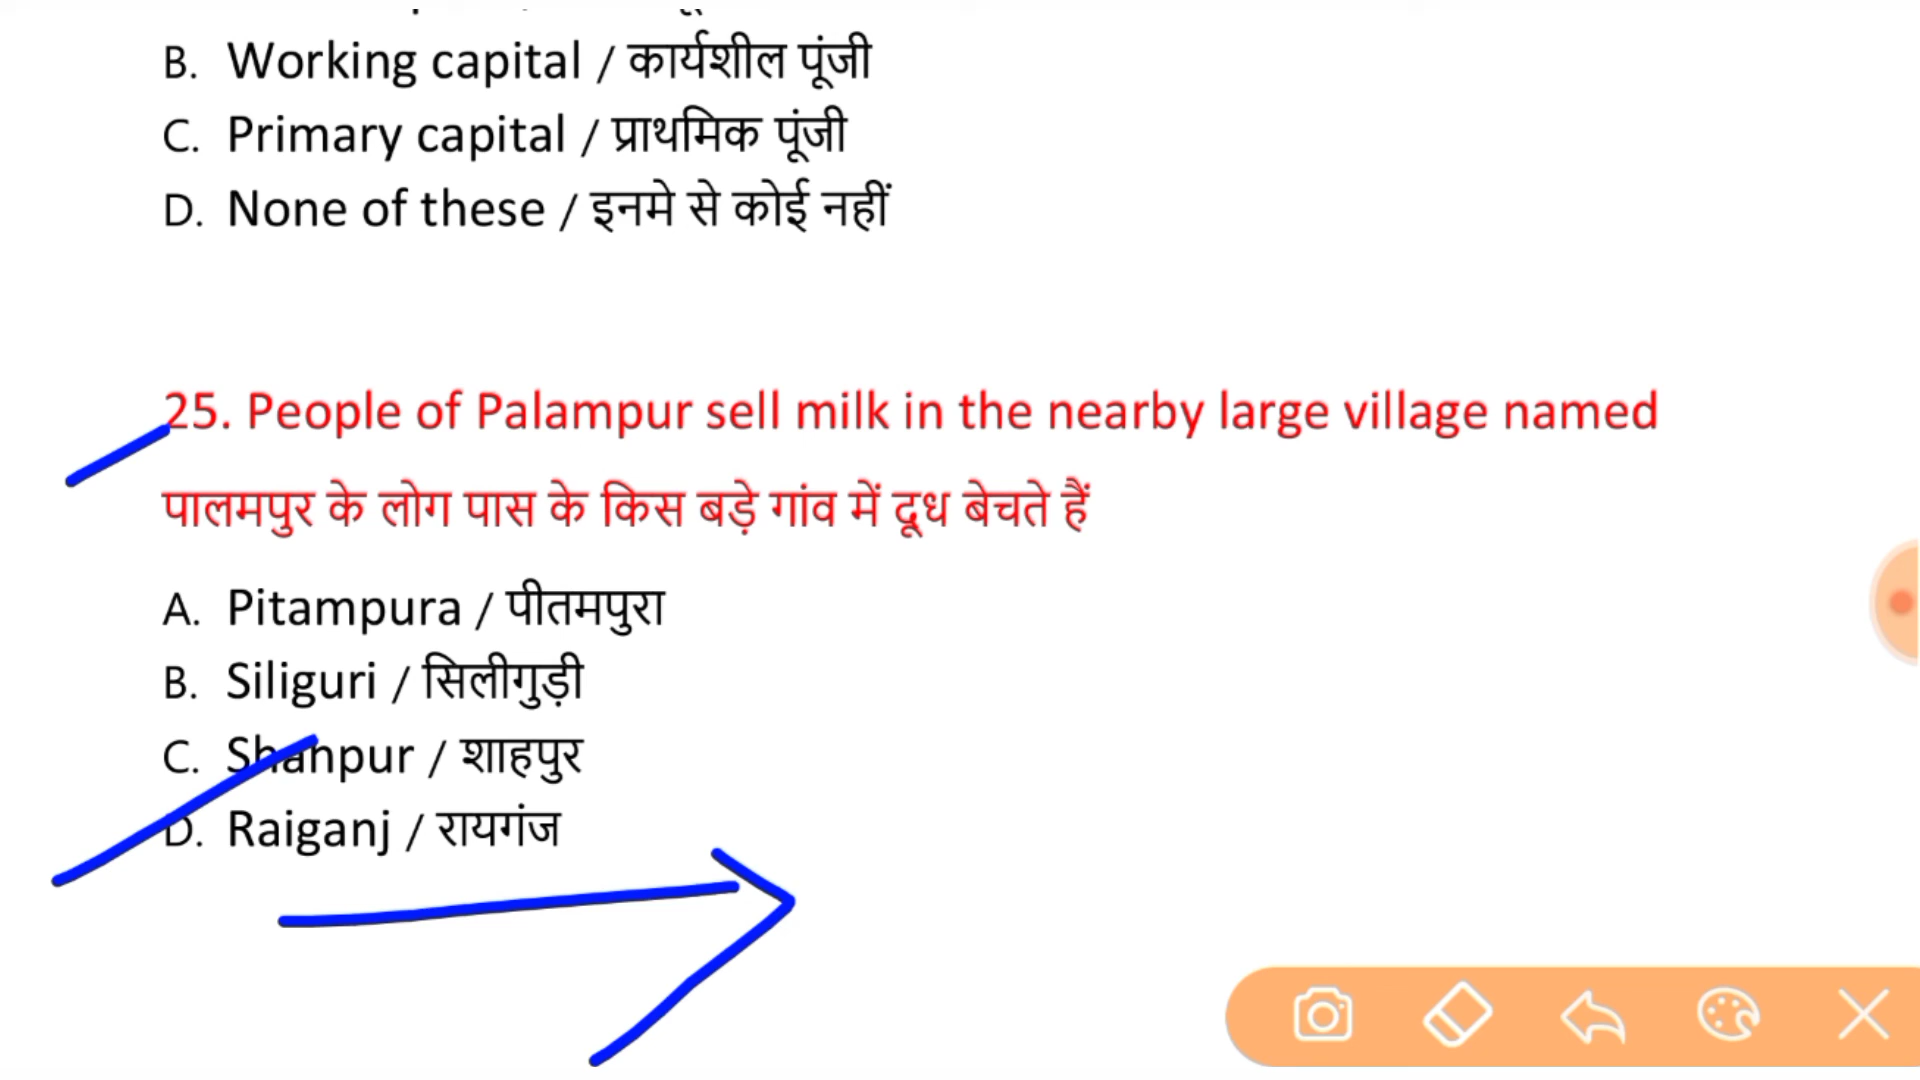 B. Working capital / कार्यशील पूंजी
C. Primary capital / प्राथमिक पूंजी
D. None of these / इनमे से कोई नहीं
25. People of Palampur sell milk in the nearby large village named
पालमपुर के लोग पास के किस बड़े गांव में दूध बेचते हैं
A. Pitampura / पीतमपुरा
B. Siliguri / सिलीगुड़ी
C. Shahpur / शाहपुर
D. Raiganj / रायगंज